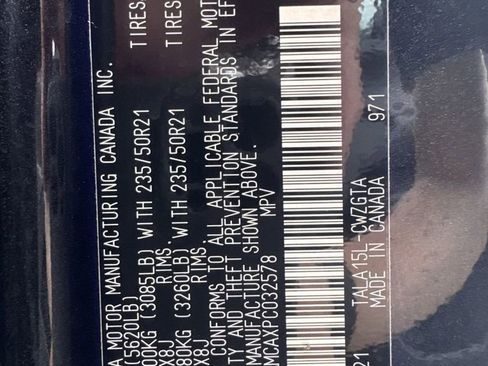 A MOTOR MANUFACTURING CANADA INC.
(5620LB)
00KG (3085LB) WITH 235/50R21 TIRES
X8J RIMS.
80KG (3260LB) WITH 235/50R21 TIRES
X8J RIMS.
CONFORMS TO ALL APPLICABLE FEDERAL MOT
TY AND THEFT PREVENTION STANDARDS IN EF
MANUFACTURE SHOWN ABOVE.
MCAXPC032578 MPV
21 TALA15L-CWZGTA
MADE IN CANADA 971